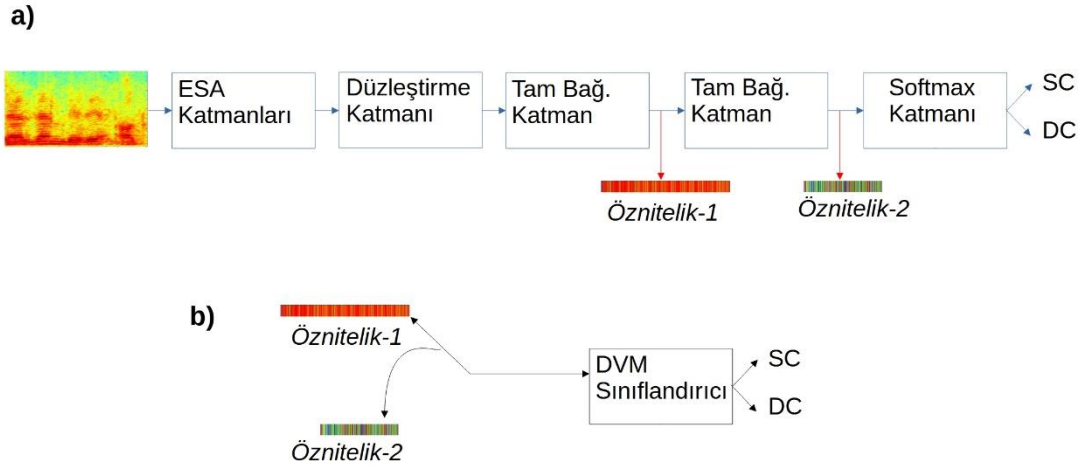 a)
ESA
Katmanları
Düzleştirme
Katmanı
Tam Bağ.
Katman
Tam Bağ.
Katman
Softmax
Katmanı
SC
DC
Öznitelik-1
Öznitelik-2
b)
Öznitelik-1
Öznitelik-2
DVM
Sınıflandırıcı
SC
DC